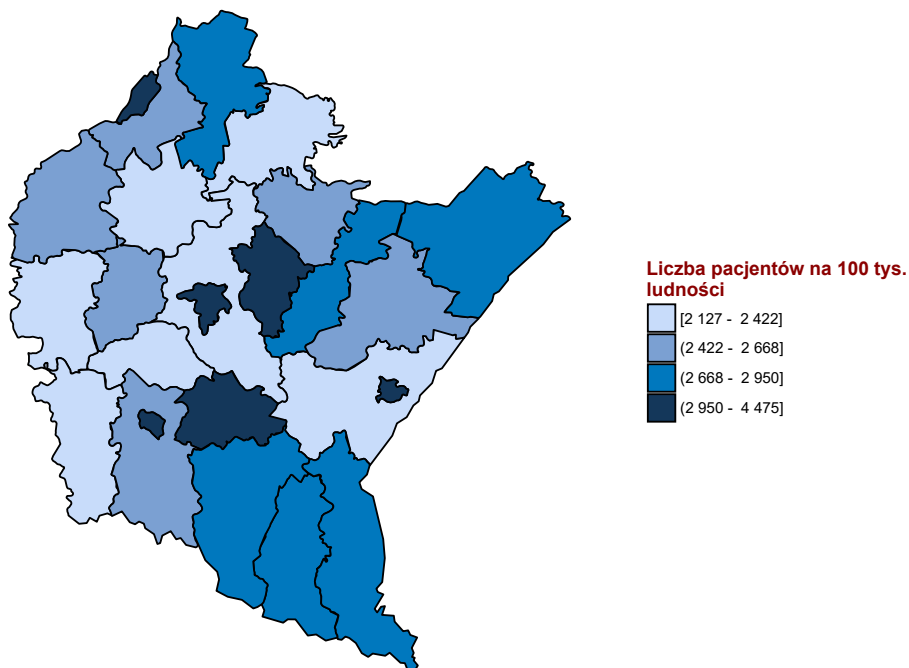 Liczba pacjentów na 100 tys.
ludności
[2 127 - 2 422]
(2 422 - 2 668]
(2 668 - 2 950]
(2 950 - 4 475]